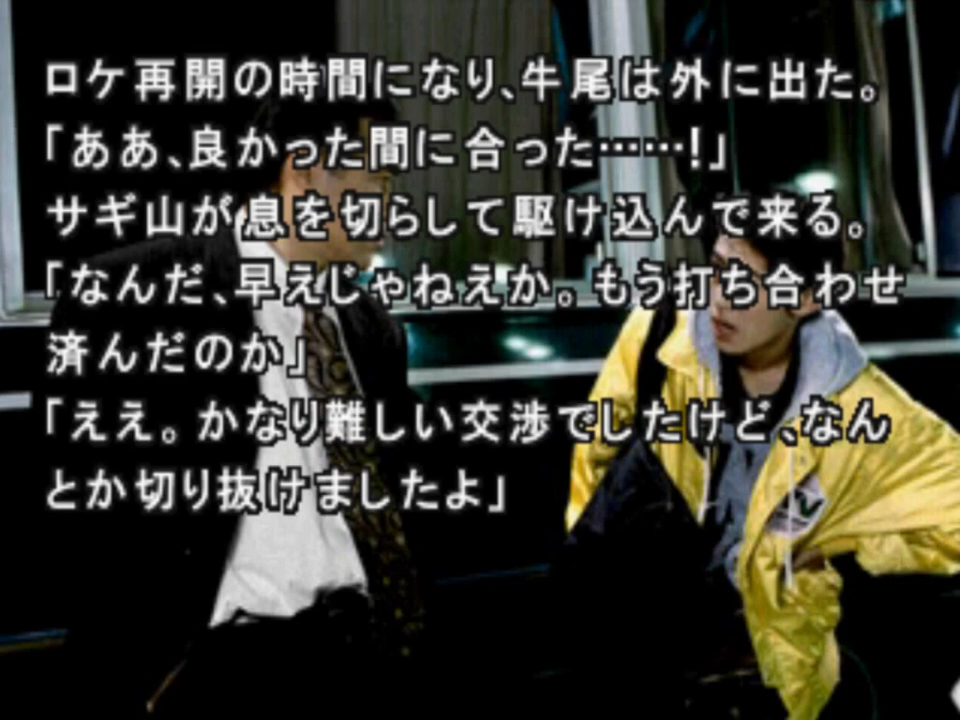 ロケ再開の時間になり、牛尾は外に出た。
「ああ、良かった間に合った……!」
サギ山が息を切らして駆け込んで来る。
「なんだ、早えじゃねえか。もう打ち合わせ
済んだのか」
「ええ。かなり難しい交渉でしたけど、なん
とか切り抜けましたよ」